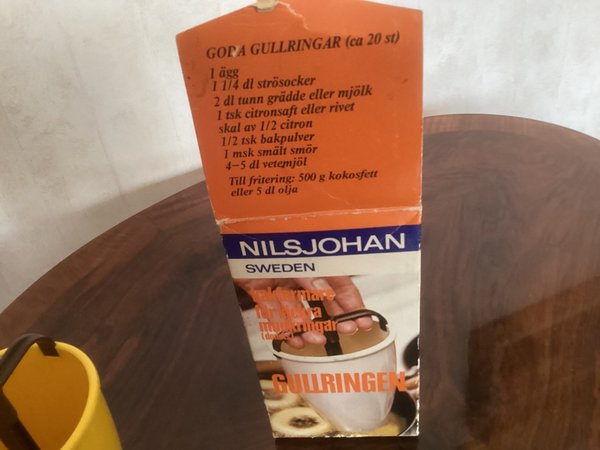 GODA GULLRINGAR (ca 20 st)
1 ägg
1 1/4 dl strösocker
2 dl tunn grädde eller mjölk
1 tsk citronsaft eller rivet
skal av 1/2 citron
1/2 tsk bakpulver
1 msk smält smör
4-5 dl vetemjöl
Till fritering: 500 g kokosfett
eller 5 dl olja
NILSJOHAN
SWEDEN
munkringar
GULLRINGEN